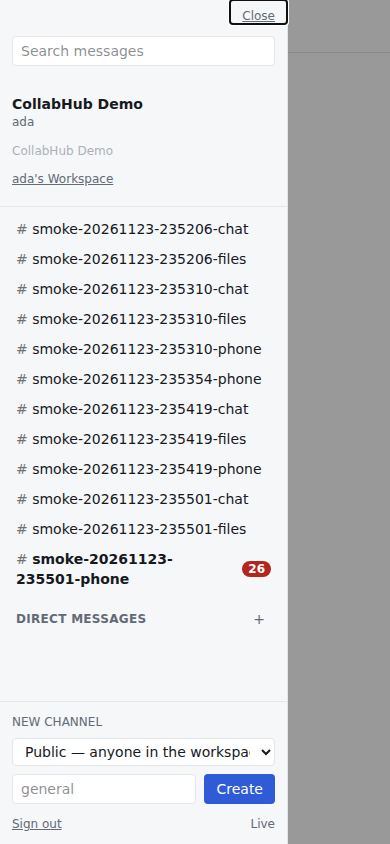 Close
Search messages
CollabHub Demo
ada
CollabHub Demo
ada's Workspace
# smoke-20261123-235206-chat
# smoke-20261123-235206-files
# smoke-20261123-235310-chat
# smoke-20261123-235310-files
# smoke-20261123-235310-phone
# smoke-20261123-235354-phone
# smoke-20261123-235419-chat
# smoke-20261123-235419-files
# smoke-20261123-235419-phone
# smoke-20261123-235501-chat
# smoke-20261123-235501-files
# smoke-20261123-
235501-phone 26
DIRECT MESSAGES +
NEW CHANNEL
Public — anyone in the workspa
general Create
Sign out Live